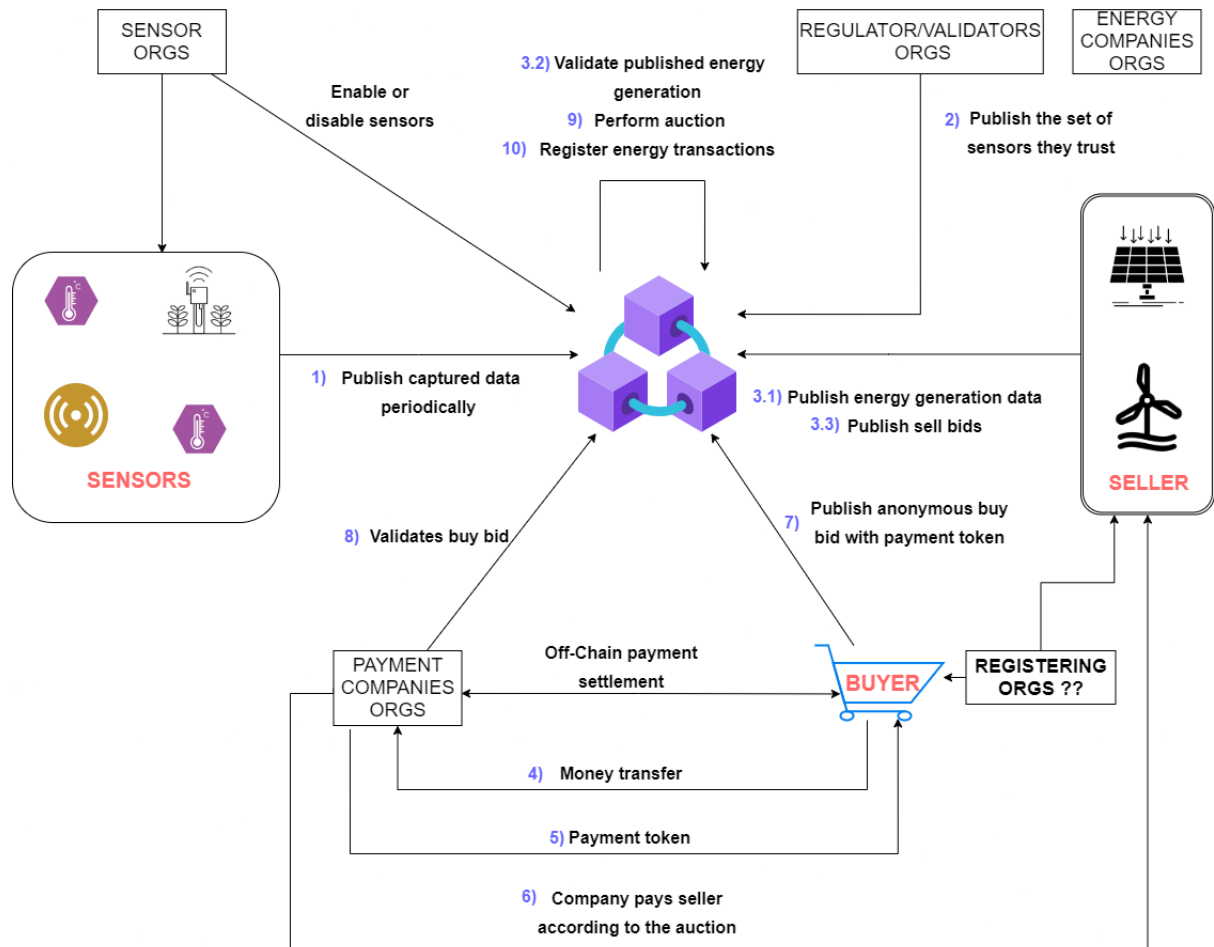 SENSOR
ORGS
REGULATOR/VALIDATORS
ORGS
ENERGY
COMPANIES
ORGS
3.2) Validate published energy
generation
9) Perform auction
10) Register energy transactions
Enable or
disable sensors
2) Publish the set of
sensors they trust
°C
°C
SENSORS
1) Publish captured data
periodically
3.1) Publish energy generation data
3.3) Publish sell bids
SELLER
8) Validates buy bid
7) Publish anonymous buy
bid with payment token
PAYMENT
COMPANIES
ORGS
Off-Chain payment
settlement
BUYER
REGISTERING
ORGS ??
4) Money transfer
5) Payment token
6) Company pays seller
according to the auction